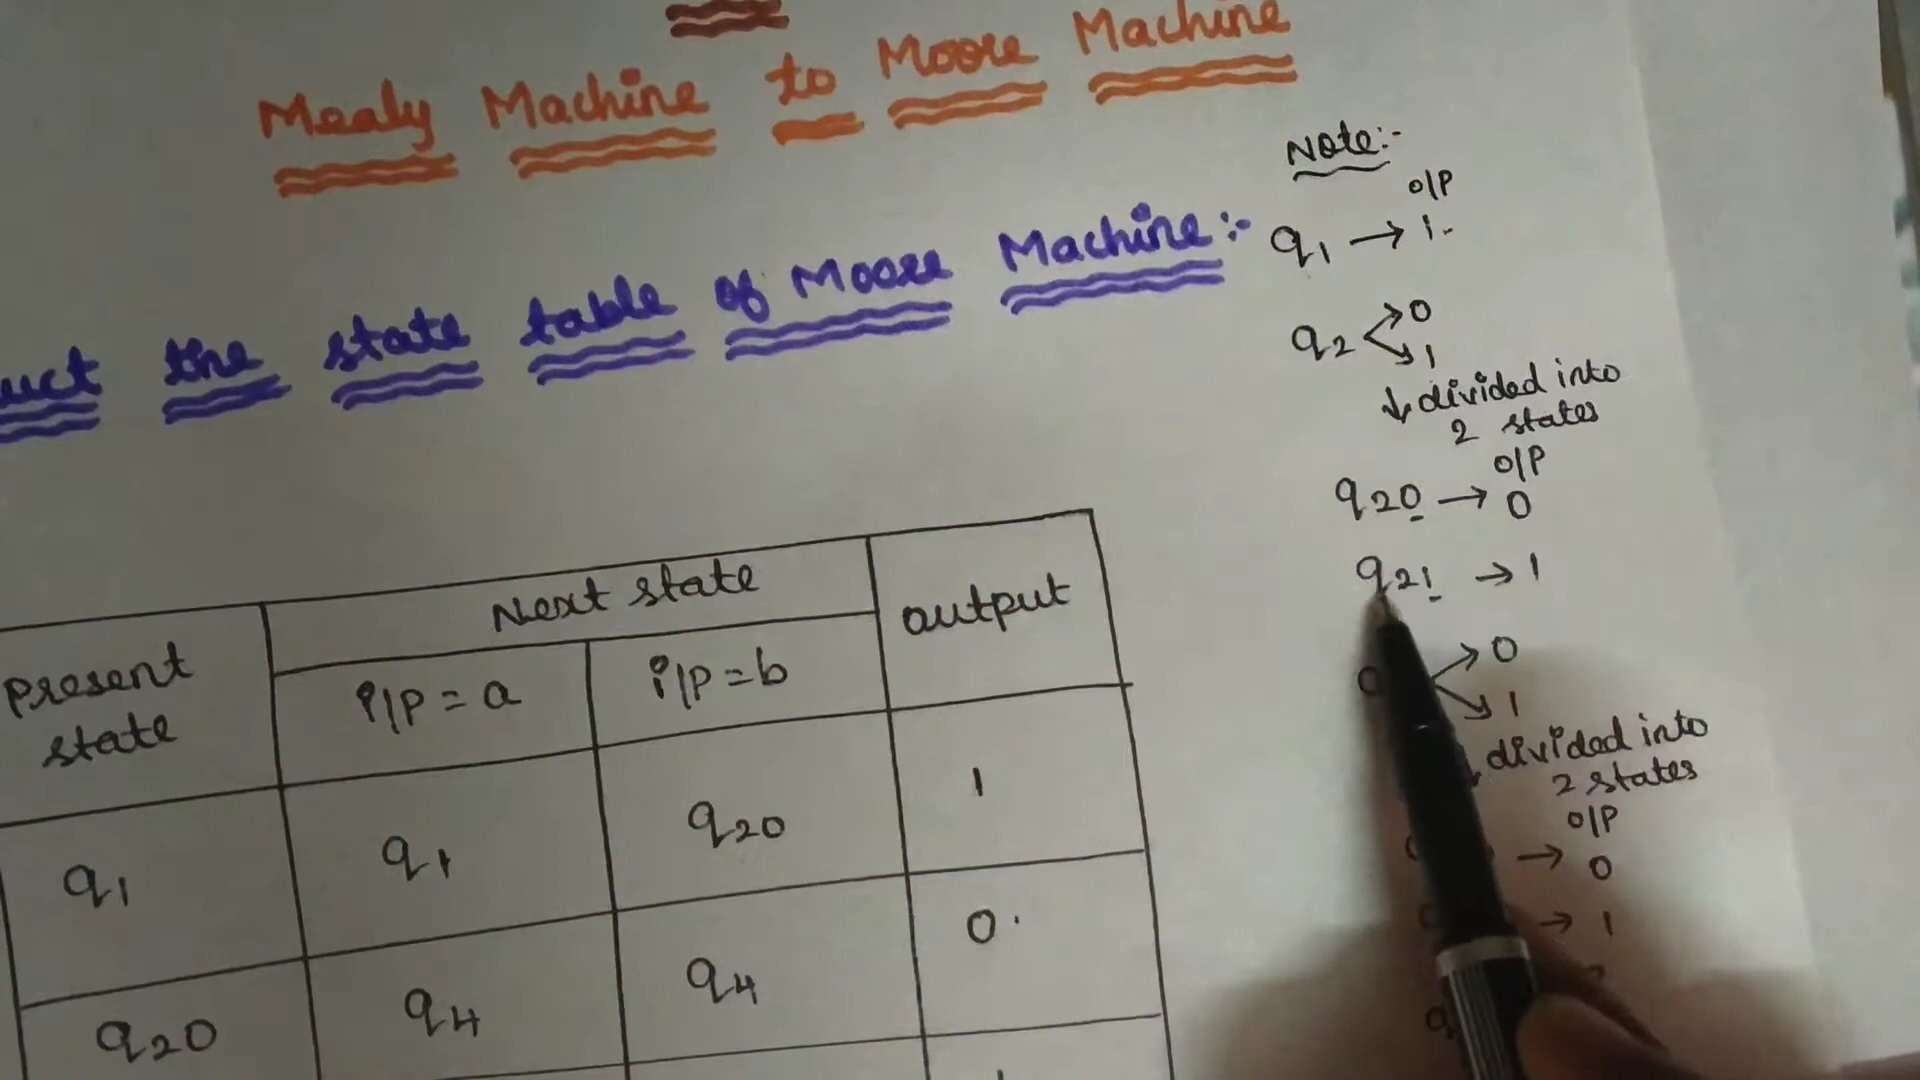 Mealy Machine to Moore Machine
uct the state table of Moore Machine:-
Note:-
o/p
q1 → 1.
q2 → 0
→ 1
↓ divided into
2 states
o/p
q20 → 0
q21 → 1
→ 0
→ 1
divided into
2 states
o/p
→ 0
→ 1
Present state
Next state
output
i/p = a
i/p = b
q1
q1
q20
1
q20
q4
q4
0